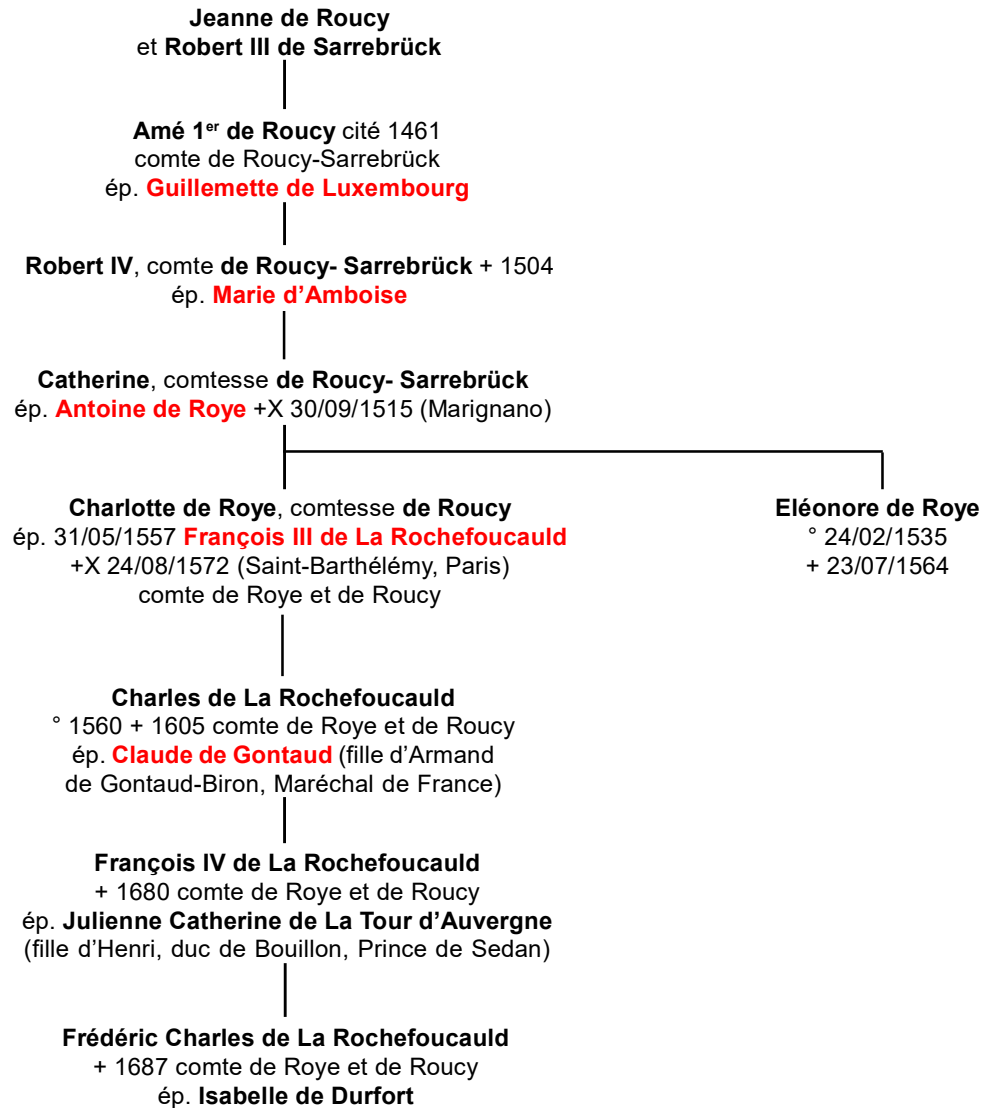 Jeanne de Roucy
et Robert III de Sarrebrück
Amé 1er de Roucy cité 1461
comte de Roucy-Sarrebrück
ép. Guillemette de Luxembourg
Robert IV, comte de Roucy- Sarrebrück + 1504
ép. Marie d’Amboise
Catherine, comtesse de Roucy- Sarrebrück
ép. Antoine de Roye +X 30/09/1515 (Marignano)
Charlotte de Roye, comtesse de Roucy
ép. 31/05/1557 François III de La Rochefoucauld
+X 24/08/1572 (Saint-Barthélémy, Paris)
comte de Roye et de Roucy
Eléonore de Roye
° 24/02/1535
+ 23/07/1564
Charles de La Rochefoucauld
° 1560 + 1605 comte de Roye et de Roucy
ép. Claude de Gontaud (fille d’Armand
de Gontaud-Biron, Maréchal de France)
François IV de La Rochefoucauld
+ 1680 comte de Roye et de Roucy
ép. Julienne Catherine de La Tour d’Auvergne
(fille d’Henri, duc de Bouillon, Prince de Sedan)
Frédéric Charles de La Rochefoucauld
+ 1687 comte de Roye et de Roucy
ép. Isabelle de Durfort